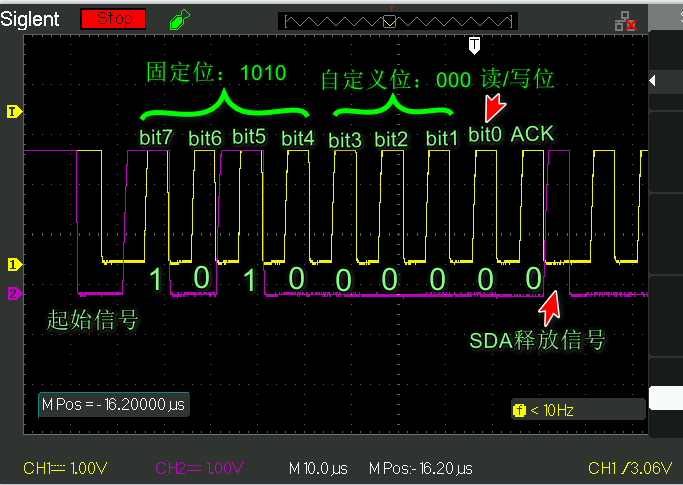 Siglent Stop
T
固定位：1010 自定义位：000 读/写位
T
bit7 bit6 bit5 bit4 bit3 bit2 bit1 bit0 ACK
1
1 0 1 0 0 0 0 0 0
2
起始信号
SDA释放信号
M Pos = -16.20000 μs
f < 10Hz
CH1 1.00V CH2 1.00V M 10.0 μs M Pos:-16.20 μs CH1 / 3.06V